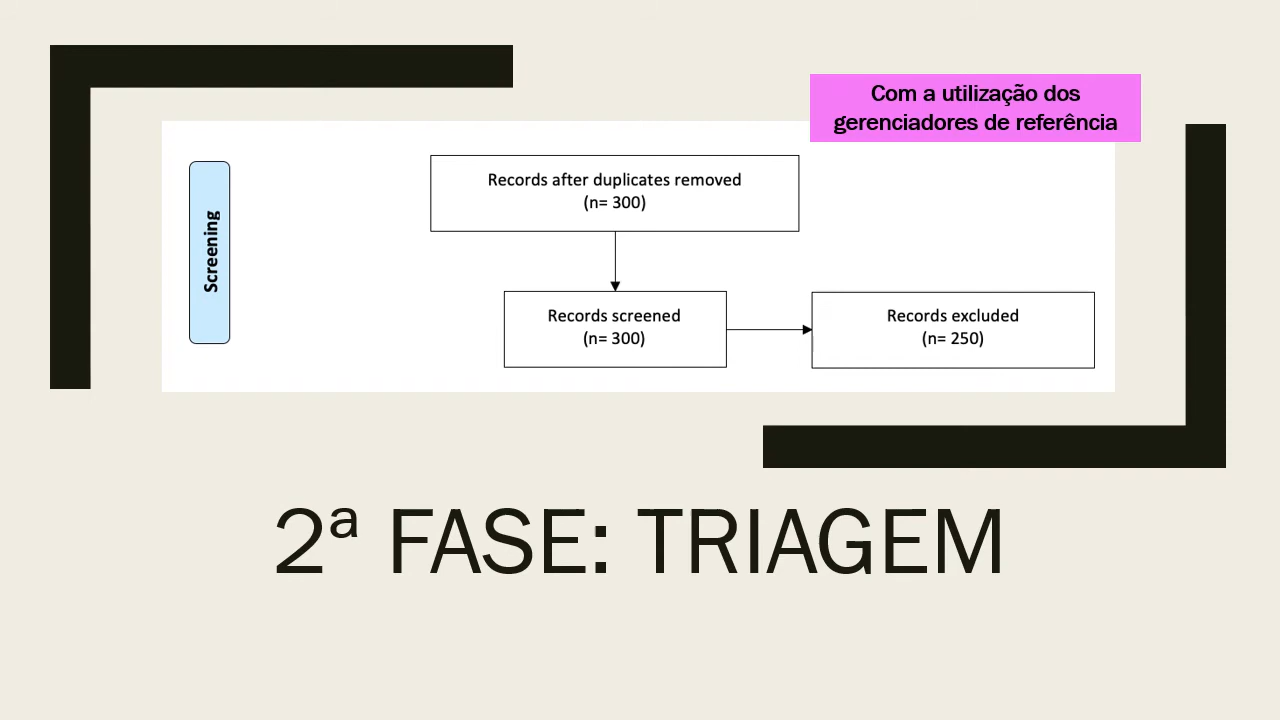 Com a utilização dos
gerenciadores de referência
Screening
Records after duplicates removed
(n= 300)
Records screened
(n= 300)
Records excluded
(n= 250)
2ª FASE: TRIAGEM